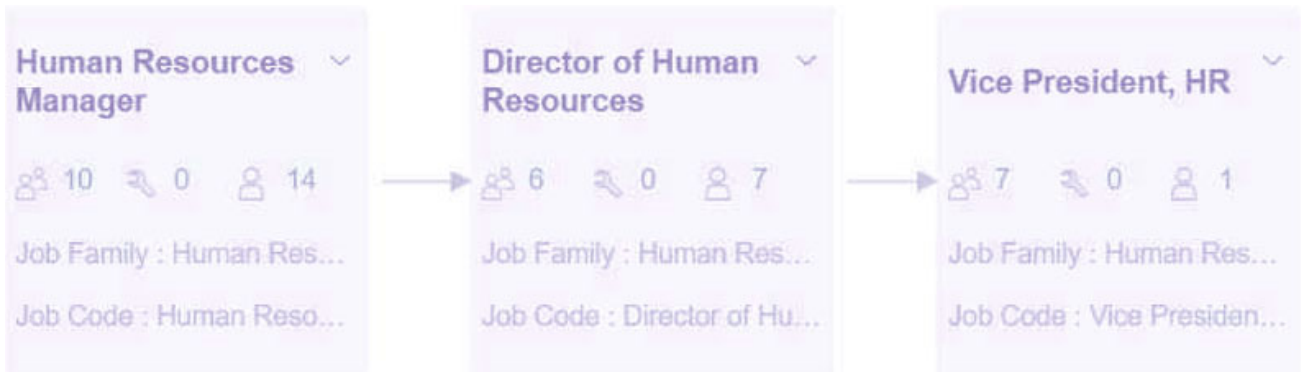 Human Resources
Manager
10 0 14
Job Family : Human Res...
Job Code : Human Reso...
Director of Human
Resources
6 0 7
Job Family : Human Res...
Job Code : Director of Hu...
Vice President, HR
7 0 1
Job Family : Human Res...
Job Code : Vice Presiden...